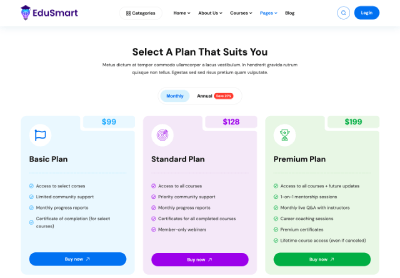 EduSmart
Categories
Home
About Us
Courses
Pages
Blog
Login
Select A Plan That Suits You
Metus dictum at tempor commodo ullamcorper a lacus vestibulum. In hendrerit gravida rutrum
quisque non tellus. Egestas sed sed risus pretium quam vulputate.
Monthly
Annual
$99
Basic Plan
Access to select corses
Limited community support
Monthly progress reports
Certificate of completion (for select
courses)
Buy now
$128
Standard Plan
Access to all courses
Priority community support
Monthly progress reports
Certificates for all completed courses
Member-only webinars
Buy now
$199
Premium Plan
Access to all courses + future updates
1-on-1 mentorship sessions
Monthly live Q&A with instructors
Career coaching sessions
Premium certificates
Lifetime course access (even if cancelled)
Buy now